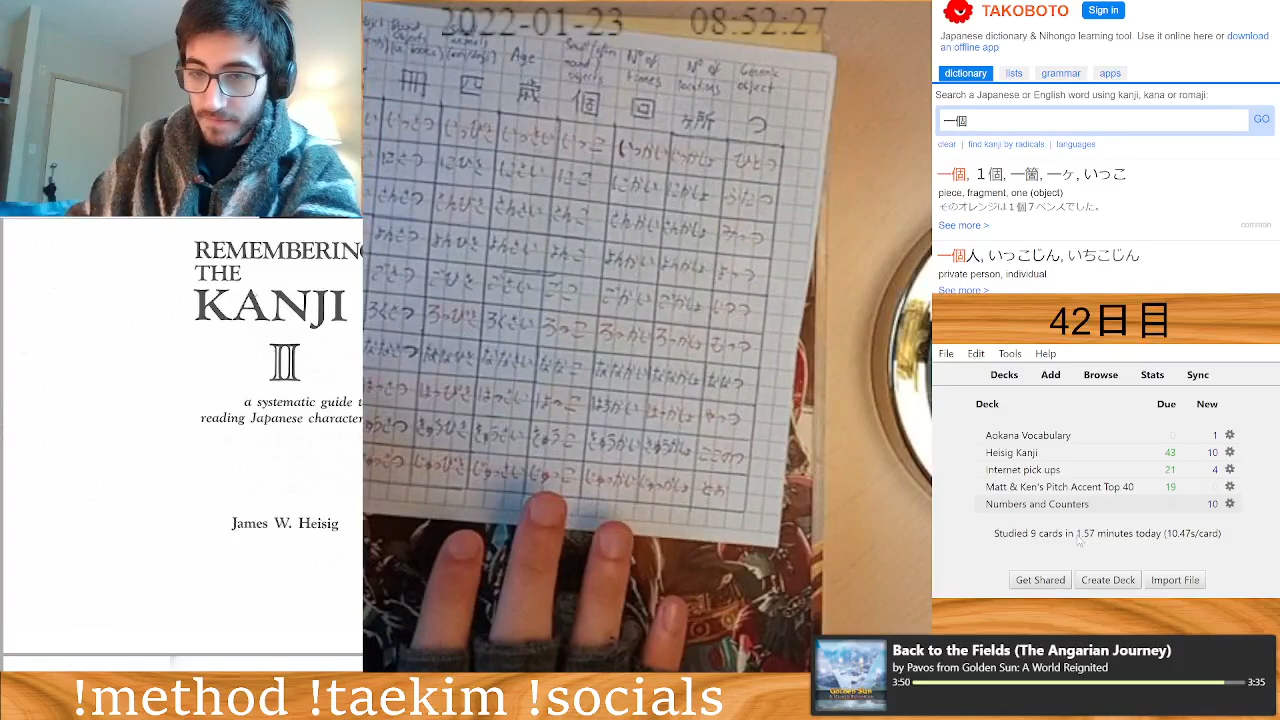 2022-01-23 08:52:27
Age
Nº of times
Nº of locations
object
冊 匹 歳 個 回 ヶ所 つ
いっさつ いっぴき いっさい いっこ いっかい いっかしょ ひとつ
にさつ にひき にさい にこ にかい にかしょ ふたつ
さんさつ さんびき さんさい さんこ さんかい さんかしょ みっつ
よんさつ よんひき よんさい よんこ よんかい よんかしょ よっつ
ごさつ ごひき ごさい ごこ ごかい ごかしょ いつつ
ろくさつ ろっぴき ろくさい ろっこ ろっかい ろっかしょ むっつ
ななさつ ななひき ななさい ななこ ななかい ななかしょ ななつ
はっさつ はっぴき はっさい はっこ はちかい はっかしょ やっつ
きゅうひき きゅうさい きゅうこ きゅうかい きゅうかしょ ここのつ
じゅっぴき じゅっさい じゅっこ じゅっかい じゅっかしょ とお
REMEMBERING
THE
KANJI
II
a systematic guide t
reading Japanese character
James W. Heisig
TAKOBOTO Sign in
Japanese dictionary & Nihongo learning tool. Use it online here or download
an offline app
dictionary lists grammar apps
Search a Japanese or English word using kanji, kana or romaji:
一個 GO
clear | find kanji by radicals | languages
一個, １個, 一箇, 一ヶ, いっこ
piece, fragment, one (object)
そのオレンジは１個７ペンスでした。
See more > common
一個人, いっこじん, いちこじん
private person, individual
See more >
42日目
File Edit Tools Help
Decks Add Browse Stats Sync
Deck Due New
Aokana Vocabulary 0 1
Heisig Kanji 43 10
Internet pick ups 21 4
Matt & Ken's Pitch Accent Top 40 19 0
Numbers and Counters 10
Studied 9 cards in 1.57 minutes today (10.47s/card)
Get Shared Create Deck Import File
Back to the Fields (The Angarian Journey)
by Pavos from Golden Sun: A World Reignited
3:50 3:35
Golden Sun
!method !taekim !socials